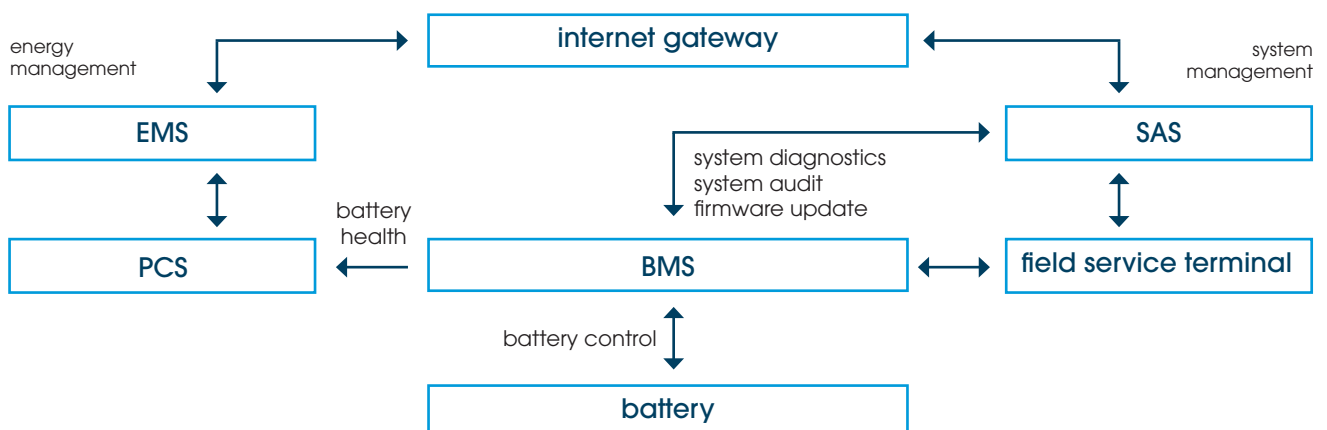 internet gateway
energy
management
system
management
EMS
SAS
system diagnostics
system audit
firmware update
battery
health
PCS
BMS
field service terminal
battery control
battery